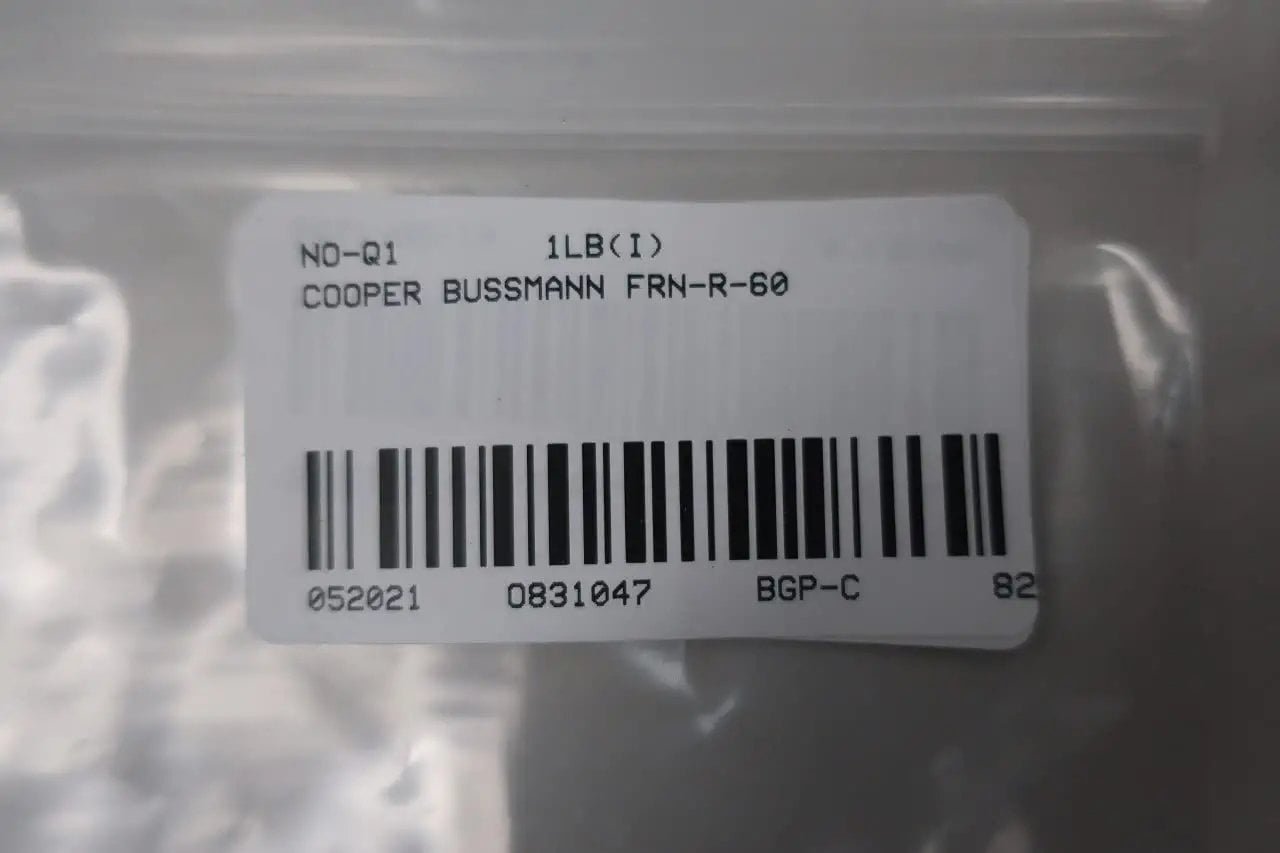 NO-Q1 1LB(I)
COOPER BUSSMANN FRN-R-60
052021 0831047 BGP-C 82